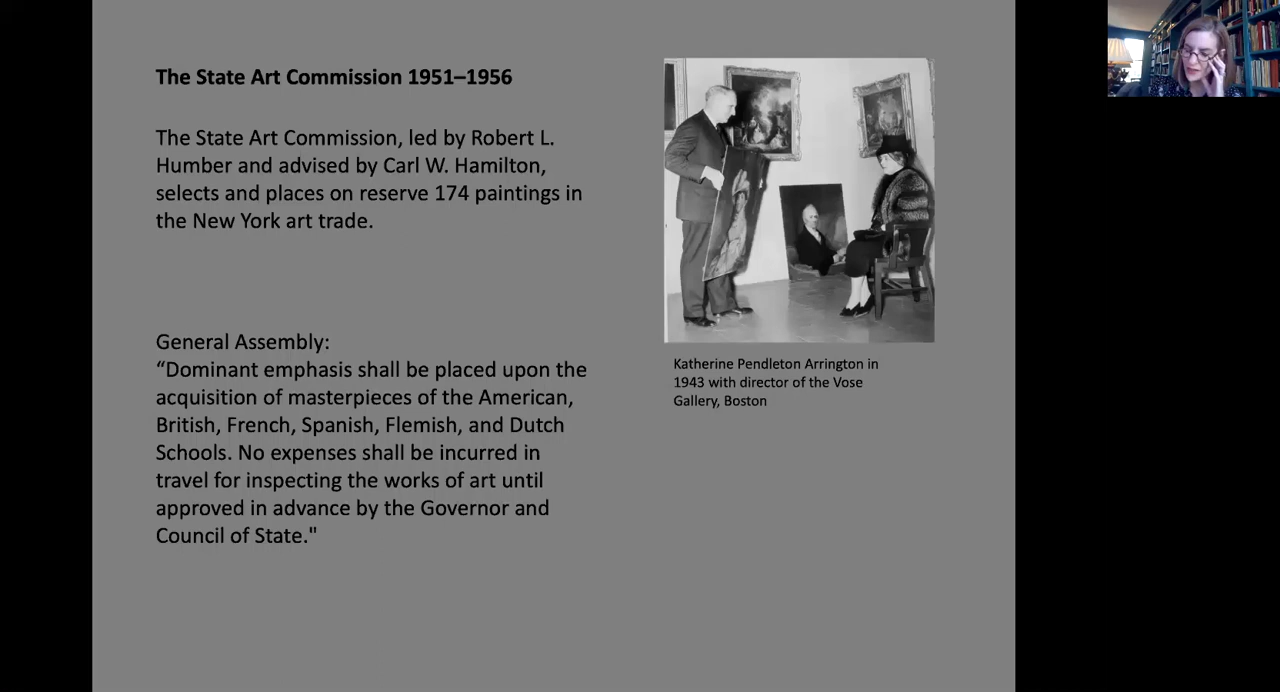 The State Art Commission 1951–1956
The State Art Commission, led by Robert L.
Humber and advised by Carl W. Hamilton,
selects and places on reserve 174 paintings in
the New York art trade.
General Assembly:
“Dominant emphasis shall be placed upon the
acquisition of masterpieces of the American,
British, French, Spanish, Flemish, and Dutch
Schools. No expenses shall be incurred in
travel for inspecting the works of art until
approved in advance by the Governor and
Council of State."
Katherine Pendleton Arrington in
1943 with director of the Vose
Gallery, Boston